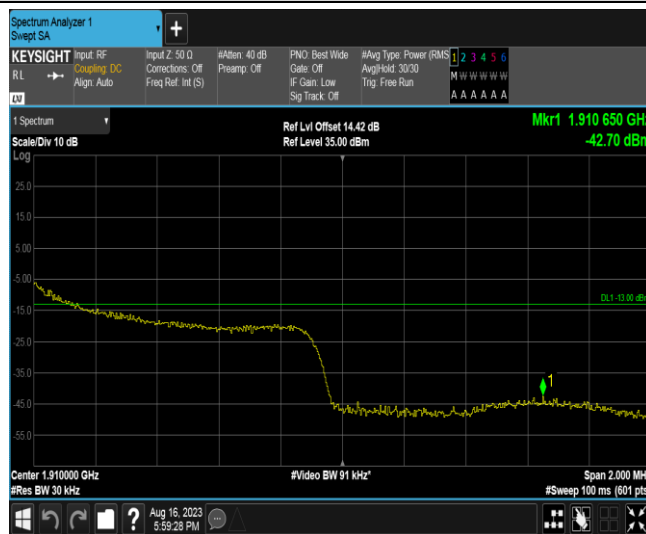 Spectrum Analyzer 1
Swept SA
+
KEYSIGHT
RL
Input: RF
Coupling: DC
Align: Auto
Input Z: 50 Ω
Corrections: Off
Freq Ref: Int (S)
#Atten: 40 dB
Preamp: Off
PNO: Best Wide
Gate: Off
IF Gain: Low
Sig Track: Off
#Avg Type: Power (RMS
Avg|Hold: 30/30
Trig: Free Run
1 2 3 4 5 6
M W W W W W
A A A A A A
LXI
1 Spectrum
Scale/Div 10 dB
Log
Ref Lvl Offset 14.42 dB
Ref Level 35.00 dBm
Mkr1 1.910 650 GHz
-42.70 dBm
25.0
15.0
5.00
-5.00
-15.0
-25.0
-35.0
-45.0
-55.0
DL1 -13.00 dBm
1
Center 1.910000 GHz
#Res BW 30 kHz
#Video BW 91 kHz*
Span 2.000 MH
#Sweep 100 ms (601 pts
?
Aug 16, 2023
5:59:28 PM